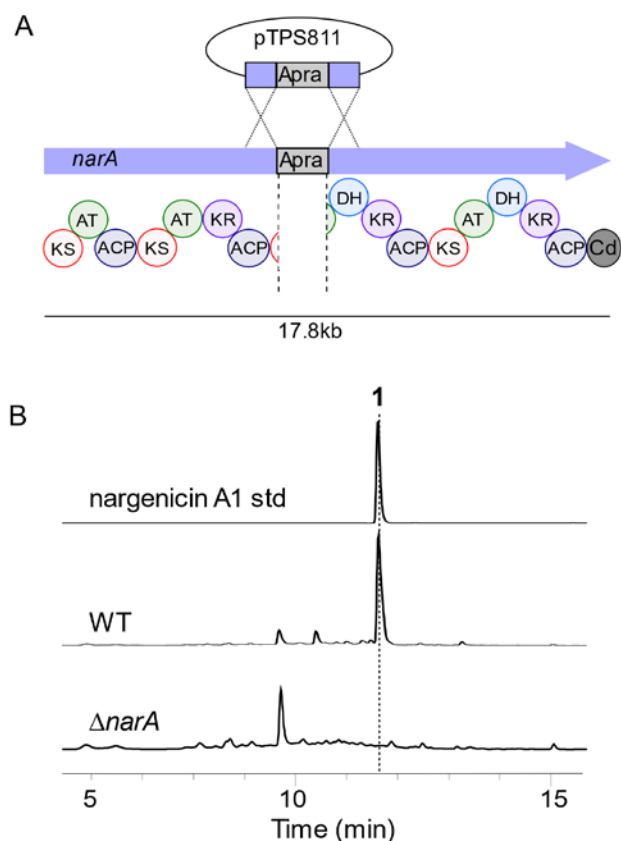 A
pTPS811
Apra
narA
Apra
KS AT ACP KS AT KR ACP DH KR ACP KS AT DH KR ACP Cd
17.8kb
B
1
nargenicin A1 std
WT
ΔnarA
5 10 15
Time (min)